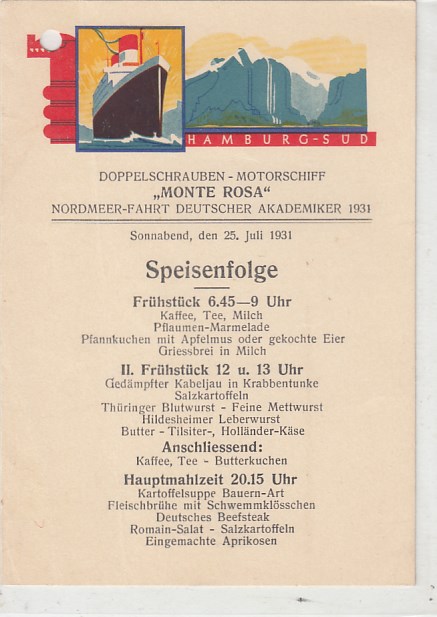 HAMBURG-SÜD
DOPPELSCHRAUBEN - MOTORSCHIFF
„MONTE ROSA“
NORDMEER-FAHRT DEUTSCHER AKADEMIKER 1931
Sonnabend, den 25. Juli 1931
Speisenfolge
Frühstück 6.45—9 Uhr
Kaffee, Tee, Milch
Pflaumen-Marmelade
Pfannkuchen mit Apfelmus oder gekochte Eier
Griessbrei in Milch
II. Frühstück 12 u. 13 Uhr
Gedämpfter Kabeljau in Krabbentunke
Salzkartoffeln
Thüringer Blutwurst - Feine Mettwurst
Hildesheimer Leberwurst
Butter - Tilsiter-, Holländer-Käse
Anschliessend:
Kaffee, Tee - Butterkuchen
Hauptmahlzeit 20.15 Uhr
Kartoffelsuppe Bauern-Art
Fleischbrühe mit Schwemmklösschen
Deutsches Beefsteak
Romain-Salat - Salzkartoffeln
Eingemachte Aprikosen